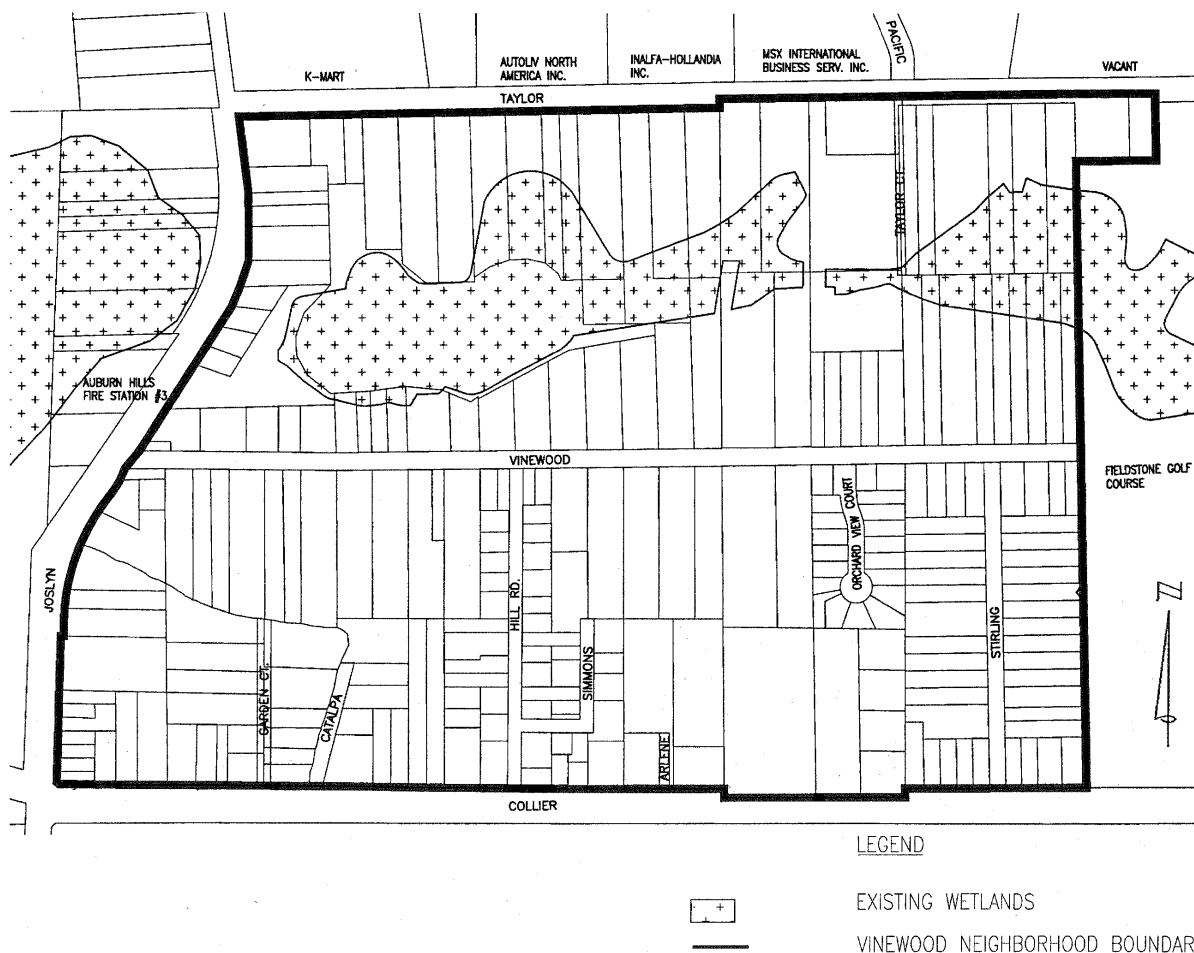 PACIFIC
K-MART
AUTOLIV NORTH
AMERICA INC.
INALFA-HOLLANDIA
INC.
MSX INTERNATIONAL
BUSINESS SERV. INC.
VACANT
TAYLOR
TAYLOR CT.
AUBURN HILLS
FIRE STATION #3
VINEWOOD
FIELDSTONE GOLF
COURSE
ORCHARD VIEW COURT
JOSLYN
HILL RD.
STIRLING
N
GARDEN CT.
CATALPA
SIMMONS
ARLENE
COLLIER
LEGEND
EXISTING WETLANDS
VINEWOOD NEIGHBORHOOD BOUNDAR